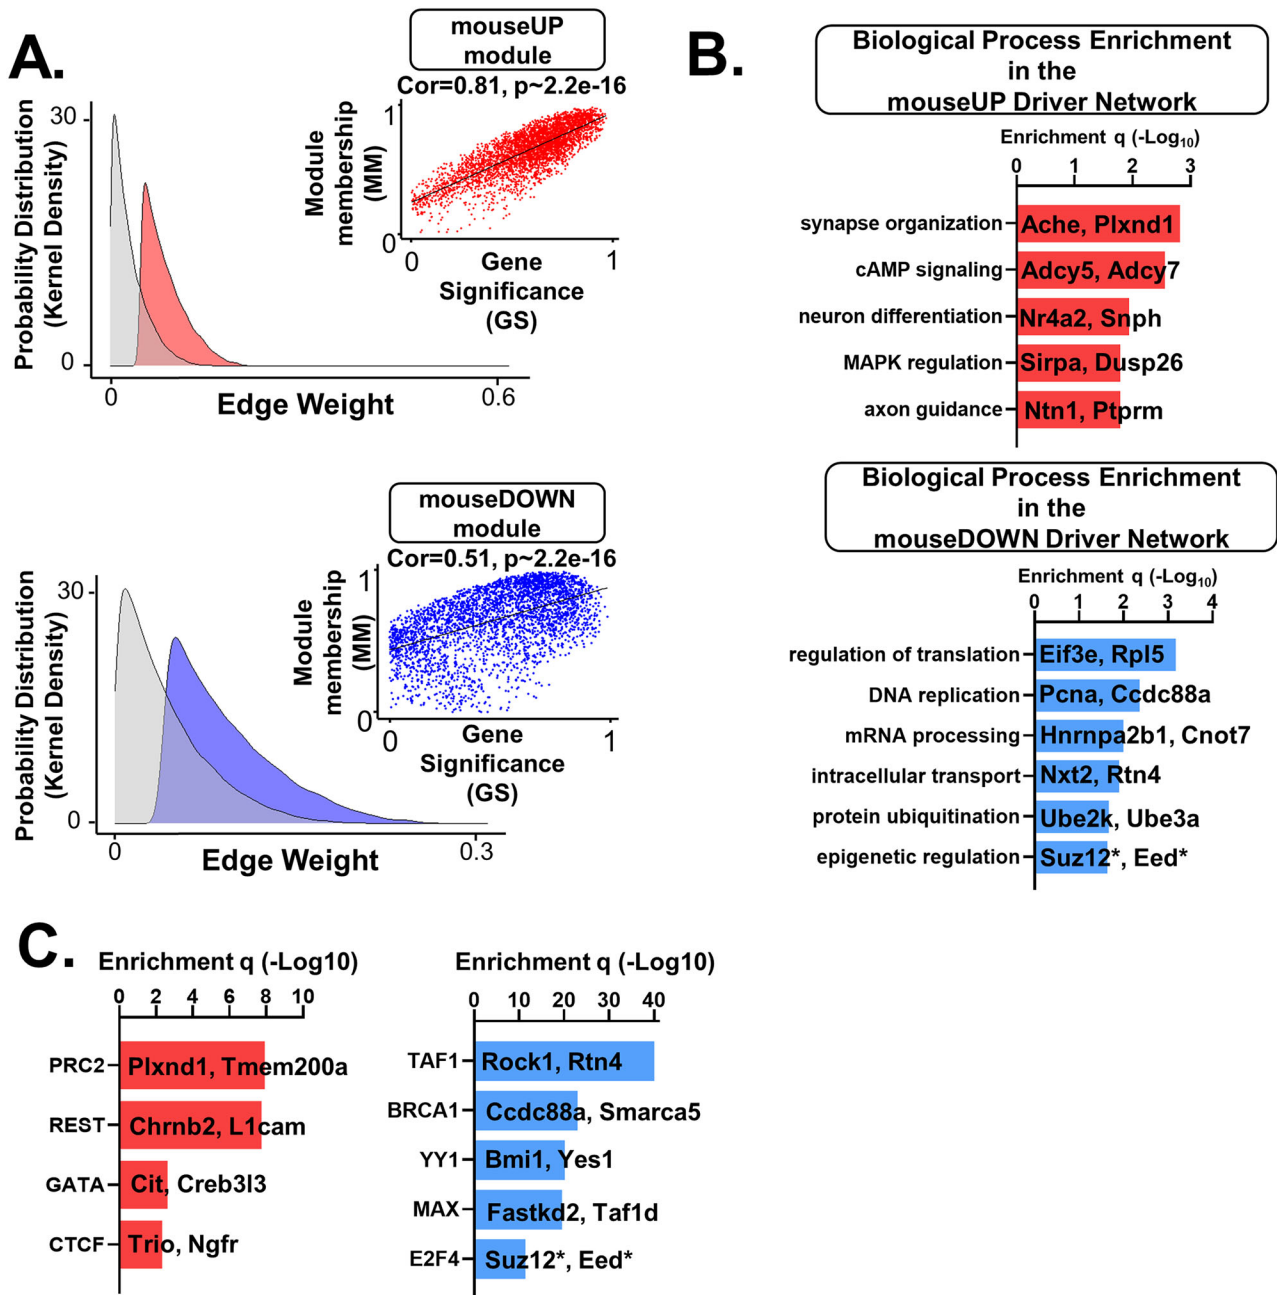 A.
mouseUP
module
Cor=0.81, p~2.2e-16
Probability Distribution
(Kernel Density)
30
0
0
0.6
Edge Weight
Module
membership
(MM)
1
0
0
1
Gene
Significance
(GS)
mouseDOWN
module
Cor=0.51, p~2.2e-16
Probability Distribution
(Kernel Density)
30
0
0
0.3
Edge Weight
Module
membership
(MM)
1
0
0
1
Gene
Significance
(GS)
B.
Biological Process Enrichment
in the
mouseUP Driver Network
Enrichment q (-Log10)
0 1 2 3
synapse organization Ache, Plxnd1
cAMP signaling Adcy5, Adcy7
neuron differentiation Nr4a2, Snph
MAPK regulation Sirpa, Dusp26
axon guidance Ntn1, Ptprm
Biological Process Enrichment
in the
mouseDOWN Driver Network
Enrichment q (-Log10)
0 1 2 3 4
regulation of translation Eif3e, Rpl5
DNA replication Pcna, Ccdc88a
mRNA processing Hnrnpa2b1, Cnot7
intracellular transport Nxt2, Rtn4
protein ubiquitination Ube2k, Ube3a
epigenetic regulation Suz12*, Eed*
C.
Enrichment q (-Log10)
0 2 4 6 8 10
PRC2 Plxnd1, Tmem200a
REST Chrnb2, L1cam
GATA Cit, Creb3l3
CTCF Trio, Ngfr
Enrichment q (-Log10)
0 10 20 30 40
TAF1 Rock1, Rtn4
BRCA1 Ccdc88a, Smarca5
YY1 Bmi1, Yes1
MAX Fastkd2, Taf1d
E2F4 Suz12*, Eed*